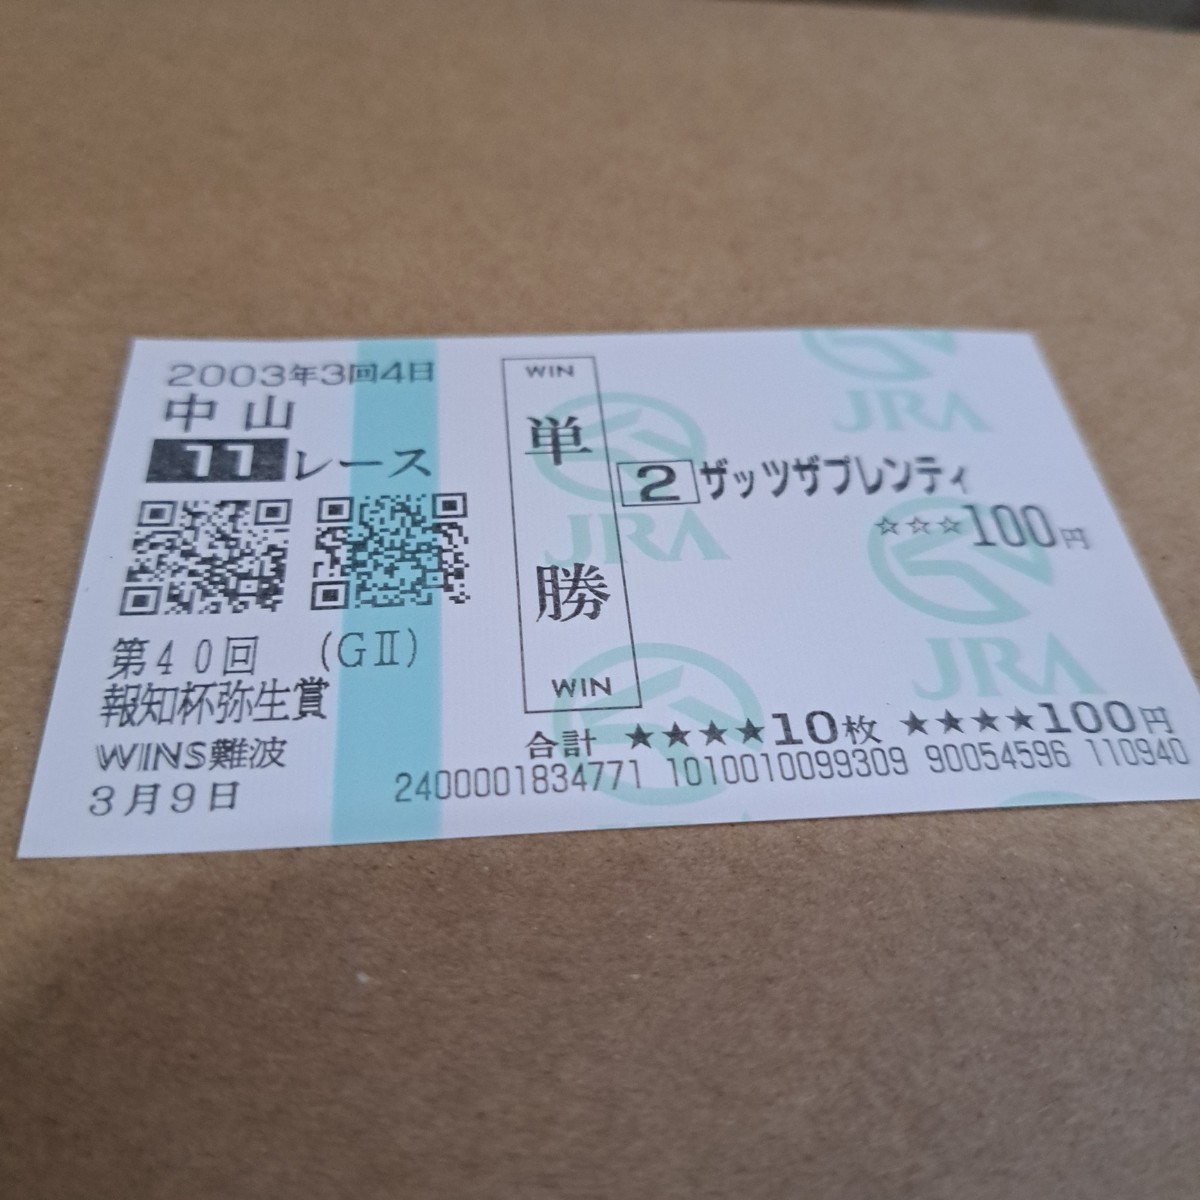 2003年3回4日
中山
11レース
第40回 (GⅡ)
報知杯弥生賞
WINS難波
3月9日
WIN
単勝
WIN
2 ザッツザプレンティ
☆☆☆100円
合計 ★★★★10枚 ★★★★100円
2400001834771 1010010099309 90054596 110940
JRA
JRA
JRA